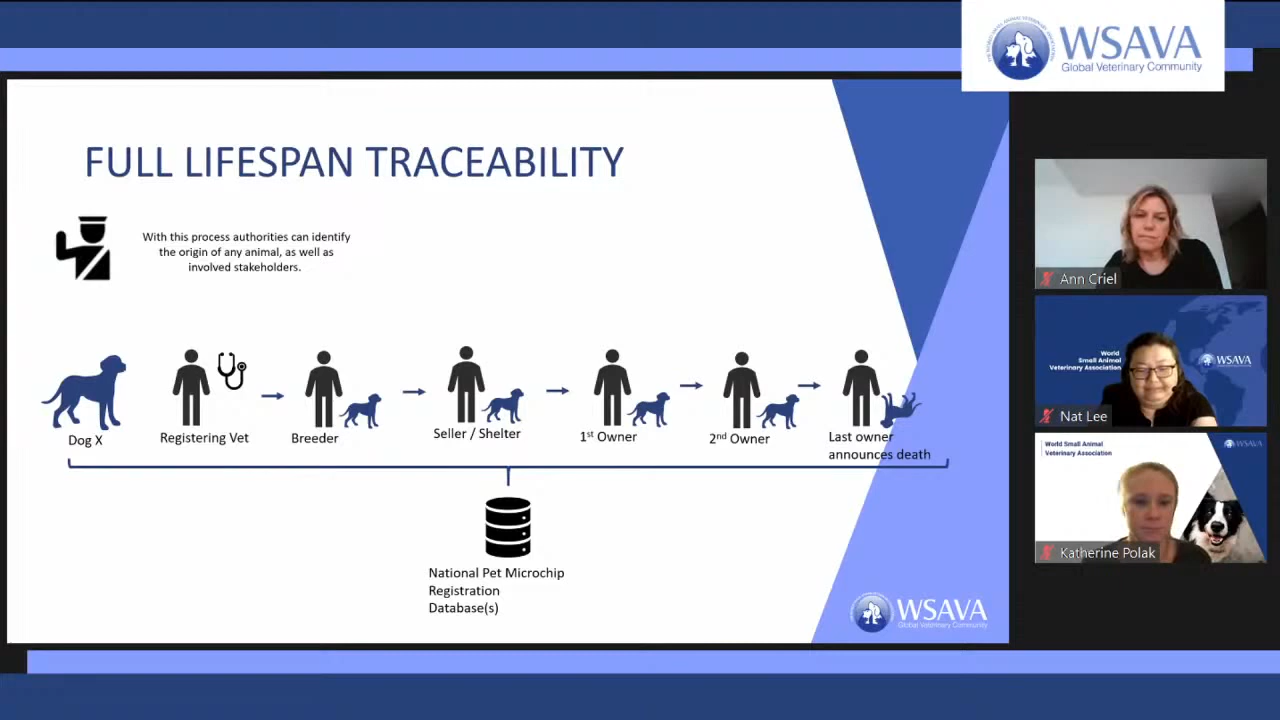 WSAVA
Global Veterinary Community
FULL LIFESPAN TRACEABILITY
With this process authorities can identify
the origin of any animal, as well as
involved stakeholders.
Dog X
Registering Vet
Breeder
Seller / Shelter
1st Owner
2nd Owner
Last owner
announces death
National Pet Microchip
Registration
Database(s)
WSAVA
Global Veterinary Community
Ann Criel
World
Small Animal
Veterinary Association
WSAVA
Nat Lee
World Small Animal
Veterinary Association
WSAVA
Katherine Polak